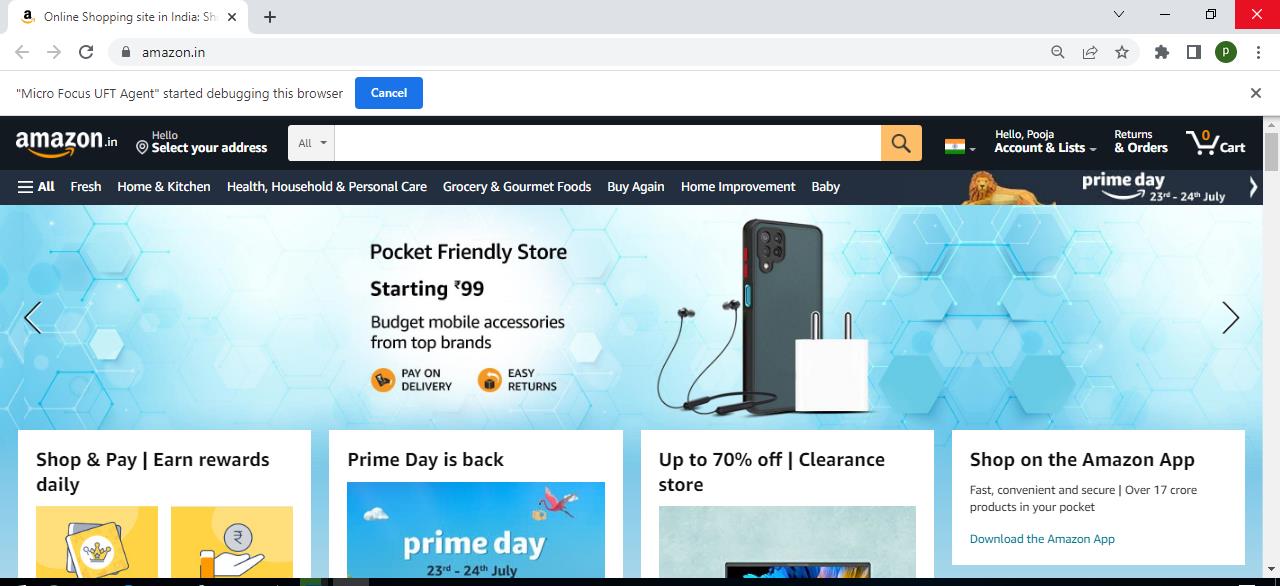 Online Shopping site in India: Sh
amazon.in
"Micro Focus UFT Agent" started debugging this browser
Cancel
P
amazon.in
Hello
Select your address
All
Hello, Pooja
Account & Lists
Returns
& Orders
0
Cart
All
Fresh
Home & Kitchen
Health, Household & Personal Care
Grocery & Gourmet Foods
Buy Again
Home Improvement
Baby
prime day
23rd - 24th July
Pocket Friendly Store
Starting ₹99
Budget mobile accessories
from top brands
PAY ON
DELIVERY
EASY
RETURNS
Shop & Pay | Earn rewards
daily
₹
Prime Day is back
prime day
23rd - 24th July
Up to 70% off | Clearance
store
Shop on the Amazon App
Fast, convenient and secure | Over 17 crore
products in your pocket
Download the Amazon App